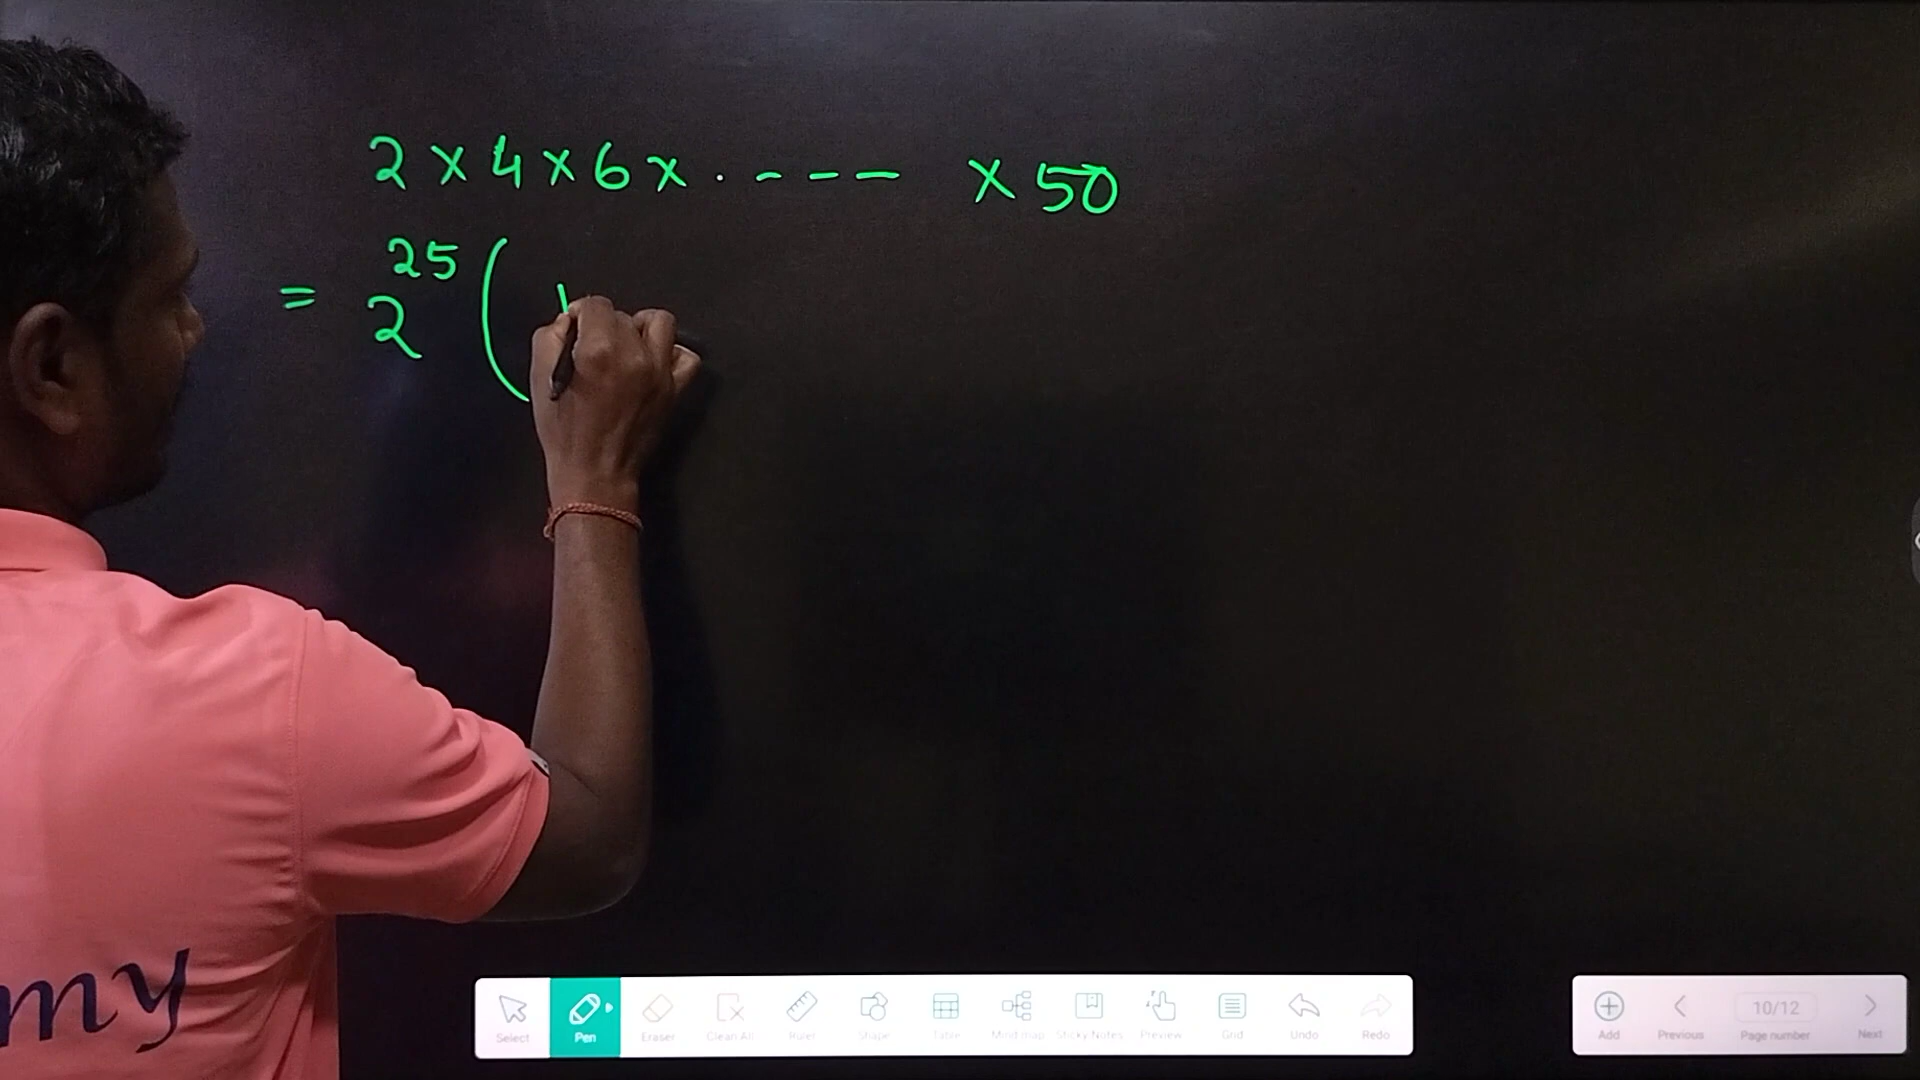 2 x 4 x 6 x . - - - x 50
= 2^25 (
my
Select Pen Eraser Clean All Ruler Shape Table Mind map Sticky Notes Preview Grid Undo Redo
Add Previous 10/12 Page number Next